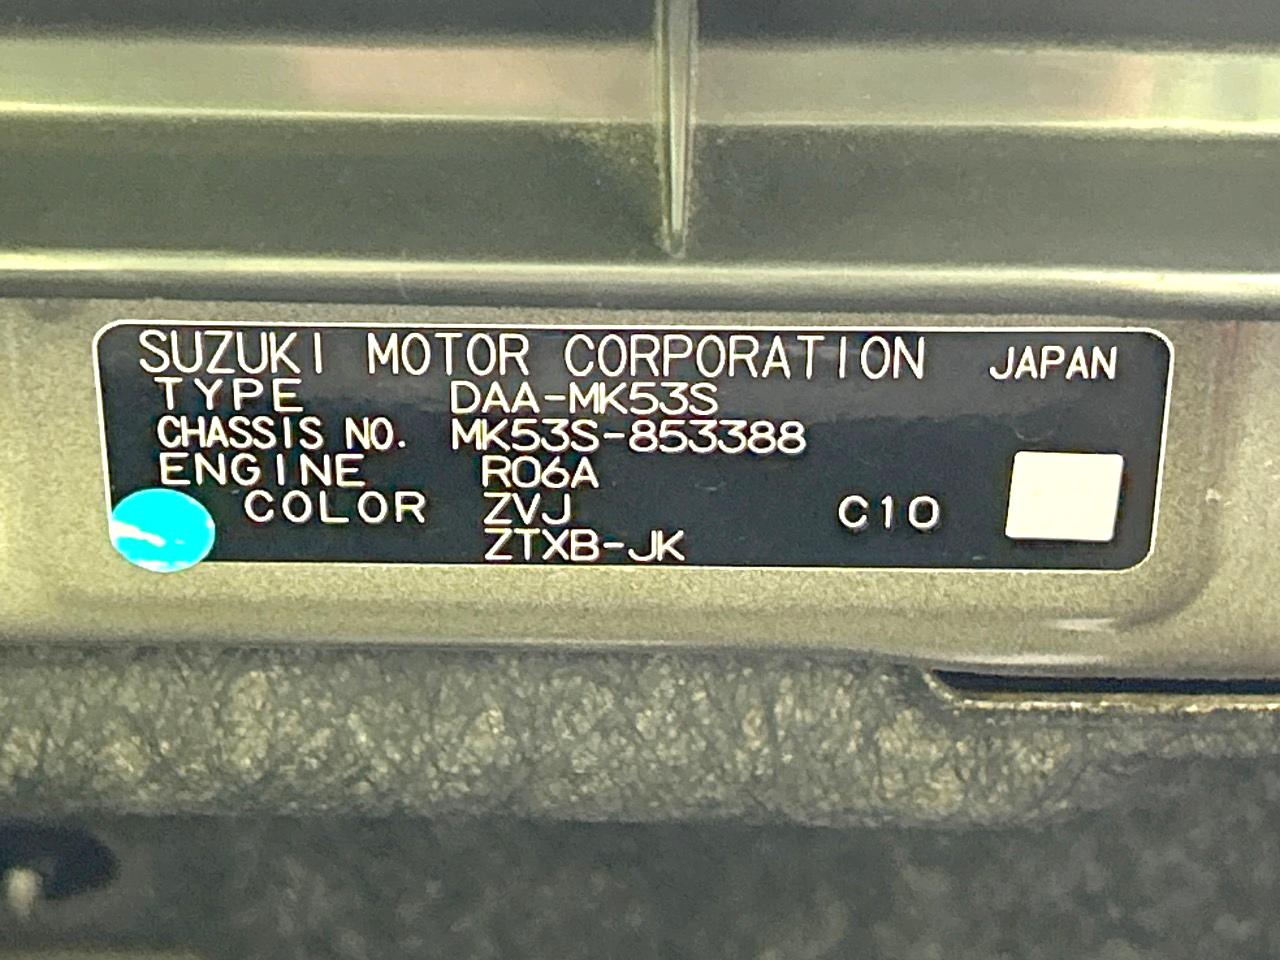 SUZUKI MOTOR CORPORATION JAPAN
TYPE DAA-MK53S
CHASSIS NO. MK53S-853388
ENGINE R06A
COLOR ZVJ C10
ZTXB-JK